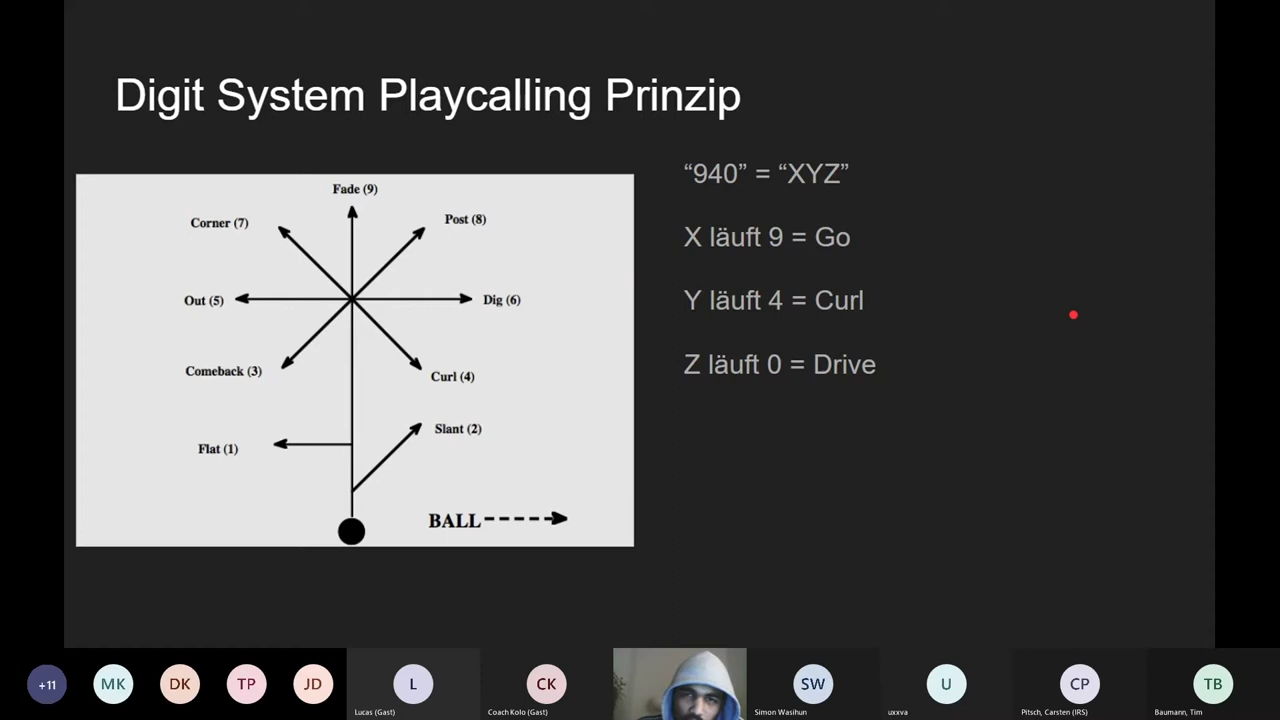 Digit System Playcalling Prinzip
Fade (9)
Corner (7)
Post (8)
Out (5)
Dig (6)
Comeback (3)
Curl (4)
Flat (1)
Slant (2)
BALL
“940” = “XYZ”
X läuft 9 = Go
Y läuft 4 = Curl
Z läuft 0 = Drive
+11
MK
DK
TP
JD
L
Lucas (Gast)
CK
Coach Kolo (Gast)
SW
Simon Wasihun
U
uxxva
CP
Pitsch, Carsten (IRS)
TB
Baumann, Tim